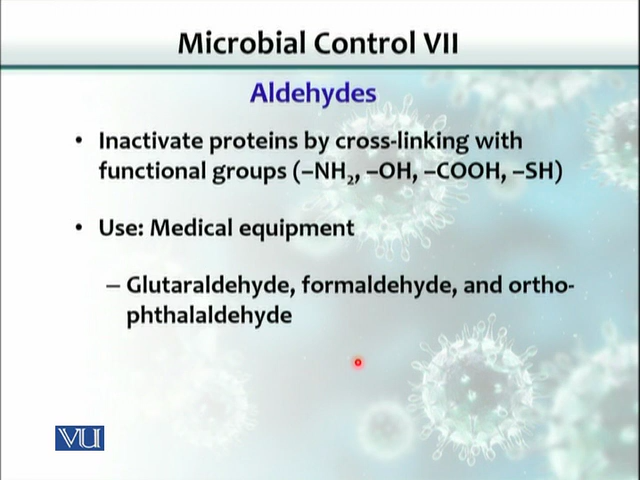 Microbial Control VII
Aldehydes
• Inactivate proteins by cross-linking with
functional groups (–NH₂, –OH, –COOH, –SH)
• Use: Medical equipment
– Glutaraldehyde, formaldehyde, and ortho-
phthalaldehyde
VU